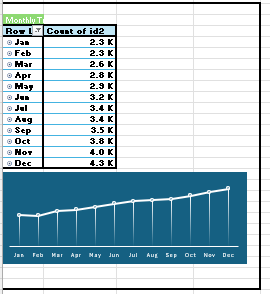 Monthly T
Row L Count of id2
Jan 2.3 K
Feb 2.3 K
Mar 2.6 K
Apr 2.8 K
May 2.9 K
Jun 3.2 K
Jul 3.4 K
Aug 3.4 K
Sep 3.5 K
Oct 3.8 K
Nov 4.0 K
Dec 4.3 K
Jan Feb Mar Apr May Jun Jul Aug Sep Oct Nov Dec